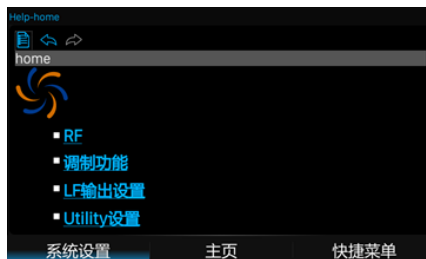 Help-home
home
RF
调制功能
LF输出设置
Utility设置
系统设置 主页 快捷菜单